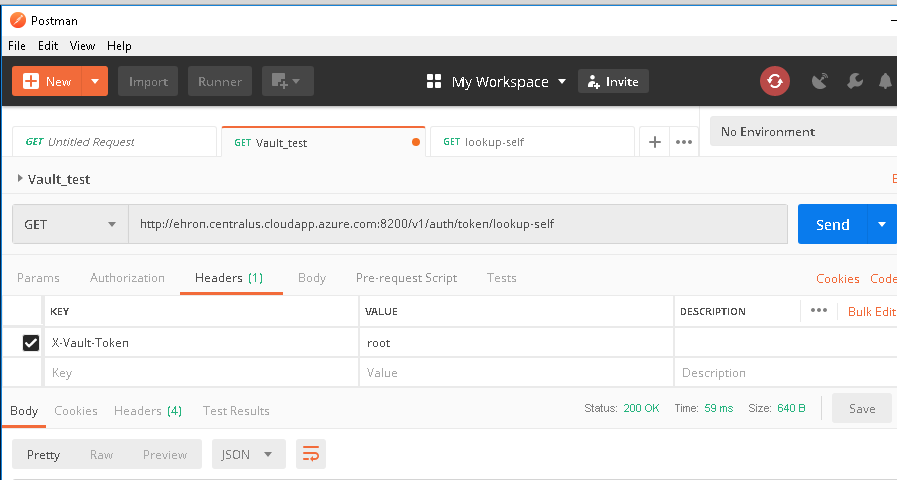 Postman
File Edit View Help
New Import Runner My Workspace Invite
GET Untitled Request GET Vault_test GET lookup-self No Environment
Vault_test
GET http://ehron.centralus.cloudapp.azure.com:8200/v1/auth/token/lookup-self Send
Params Authorization Headers (1) Body Pre-request Script Tests Cookies Code
KEY VALUE DESCRIPTION Bulk Edit
X-Vault-Token root
Key Value Description
Body Cookies Headers (4) Test Results Status: 200 OK Time: 59 ms Size: 640 B Save
Pretty Raw Preview JSON